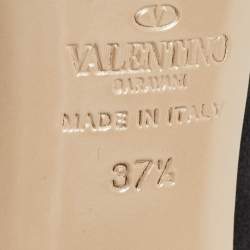 V
VALENTINO
GARAVANI
MADE IN ITALY
37½